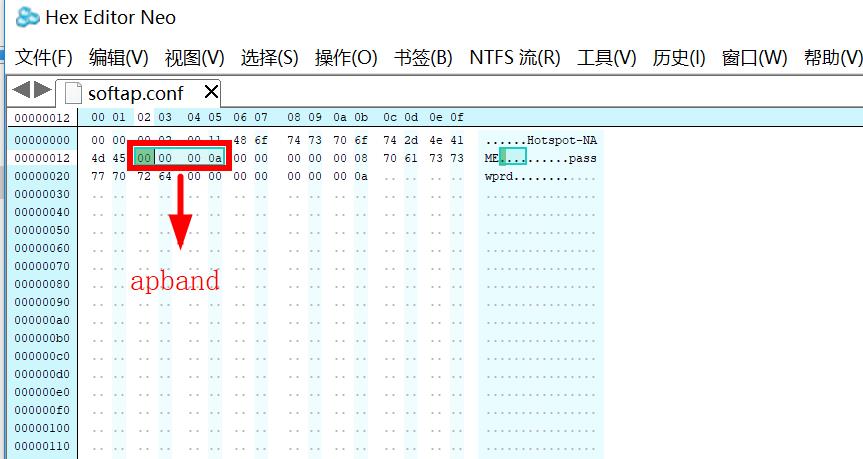 Hex Editor Neo
文件(F) 编辑(V) 视图(V) 选择(S) 操作(O) 书签(B) NTFS 流(R) 工具(V) 历史(I) 窗口(W) 帮助(V)
softap.conf X
00000012 00 01 02 03 04 05 06 07 08 09 0a 0b 0c 0d 0e 0f
00000000 00 00 00 02 00 11 48 6f 74 73 70 6f 74 2d 4e 41 ......Hotspot-NA
00000012 4d 45 00 00 00 0a 00 00 00 00 00 08 70 61 73 73 ME..........pass
00000020 77 70 72 64 00 00 00 00 00 00 00 0a wprd............
00000030
00000040
00000050
00000060
00000070
00000080
00000090
000000a0
000000b0
000000c0
000000d0
000000e0
000000f0
00000100
00000110
apband